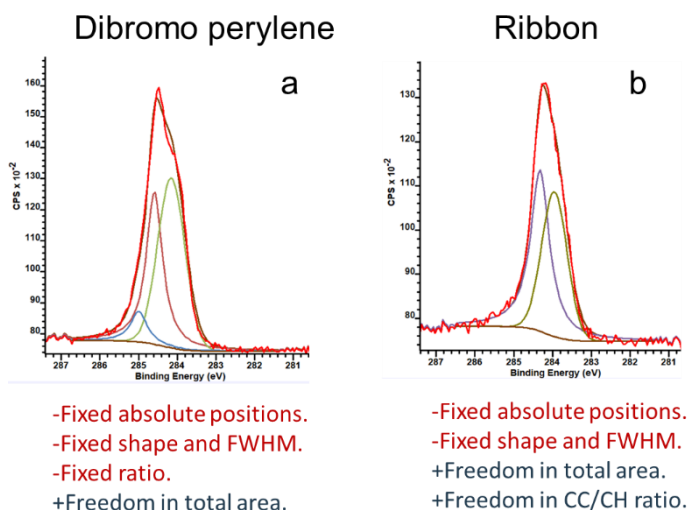 Dibromo perylene
Ribbon
a
b
CPS x 10⁻²
160
150
140
130
120
110
100
90
80
287 286 285 284 283 282 281
Binding Energy (eV)
CPS x 10⁻²
130
120
110
100
90
80
287 286 285 284 283 282 281
Binding Energy (eV)
-Fixed absolute positions.
-Fixed shape and FWHM.
-Fixed ratio.
+Freedom in total area.
-Fixed absolute positions.
-Fixed shape and FWHM.
+Freedom in total area.
+Freedom in CC/CH ratio.